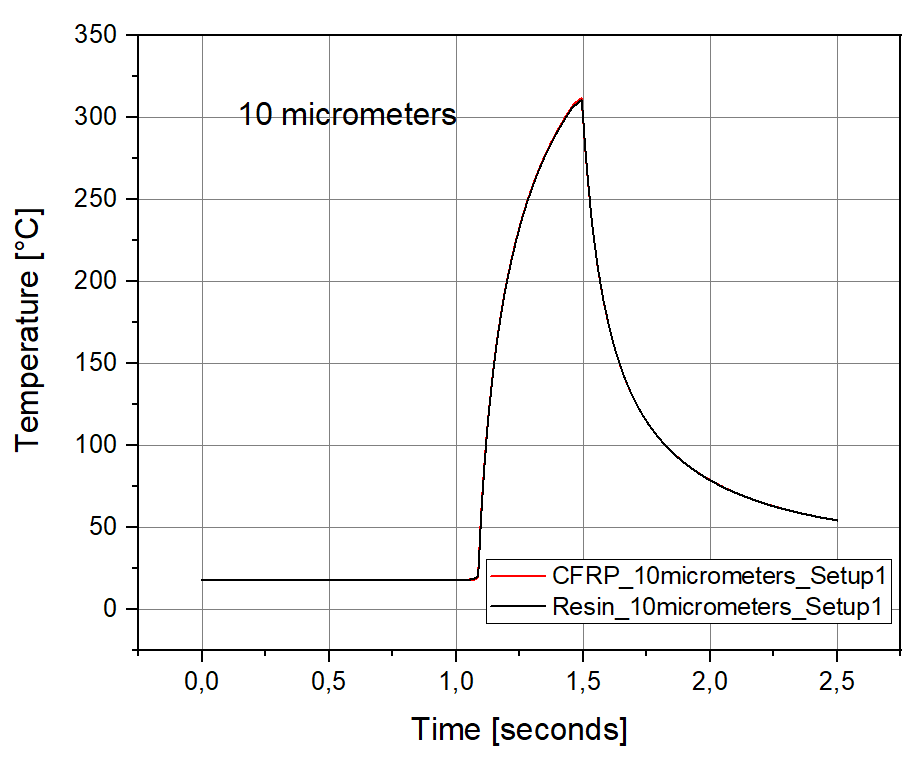 350
300
250
200
150
100
50
0
Temperature [°C]
10 micrometers
CFRP_10micrometers_Setup1
Resin_10micrometers_Setup1
0,0 0,5 1,0 1,5 2,0 2,5
Time [seconds]